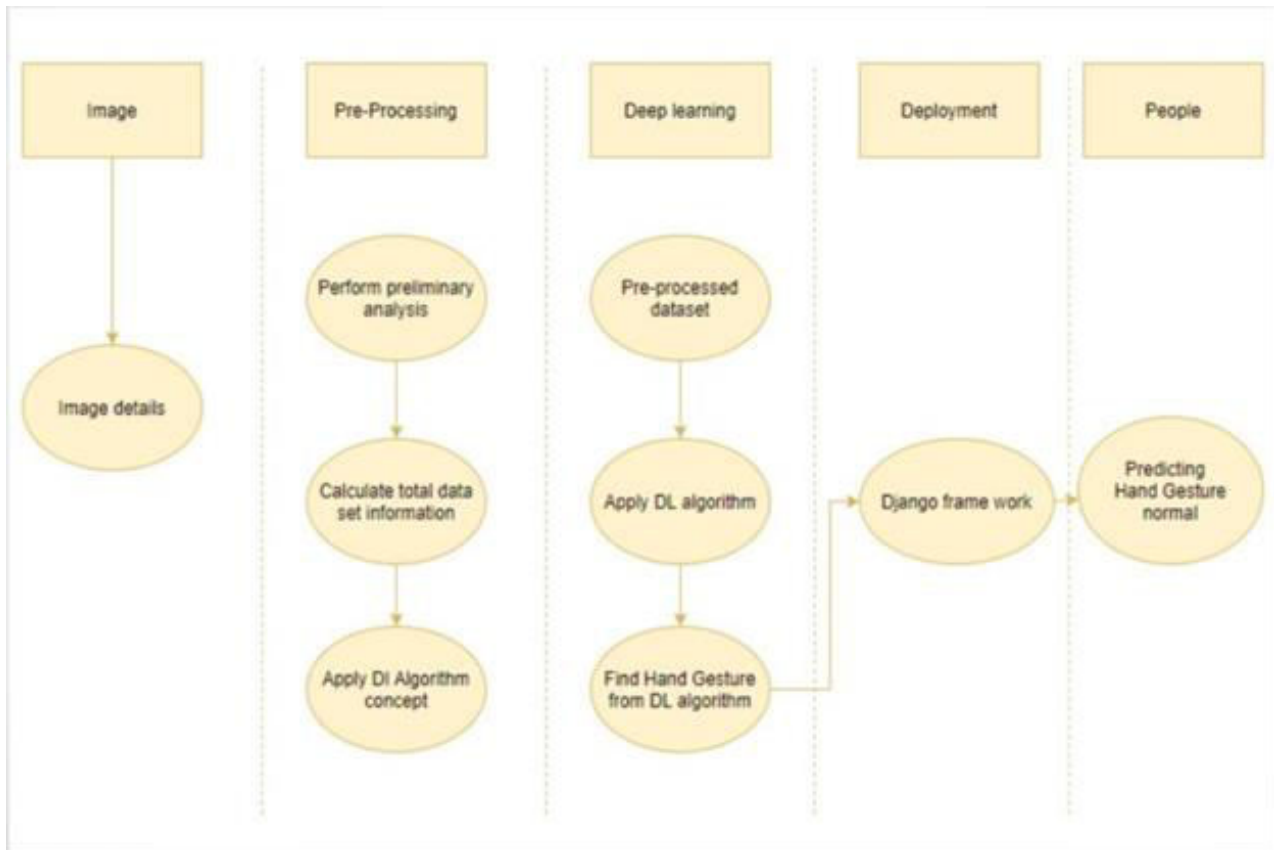 Image
Pre-Processing
Deep learning
Deployment
People
Image details
Perform preliminary
analysis
Calculate total data
set information
Apply Dl Algorithm
concept
Pre-processed
dataset
Apply DL algorithm
Find Hand Gesture
from DL algorithm
Django frame work
Predicting
Hand Gesture
normal